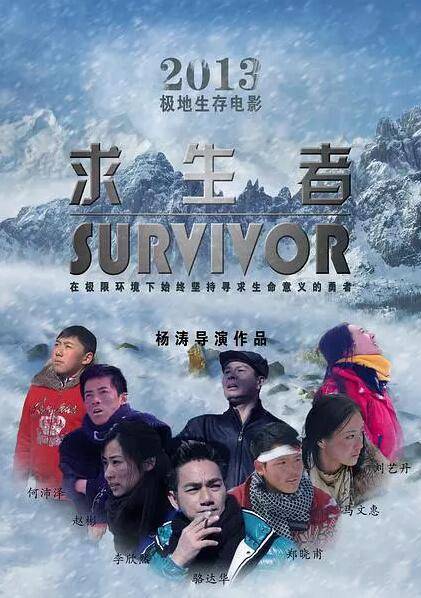 2013
极地生存电影
求生者
SURVIVOR
在极限环境下始终坚持寻求生命意义的勇者
杨涛导演作品
刘艺丹
何沛泽
马文惠
赵彬
郑晓甫
李欣然
骆达华